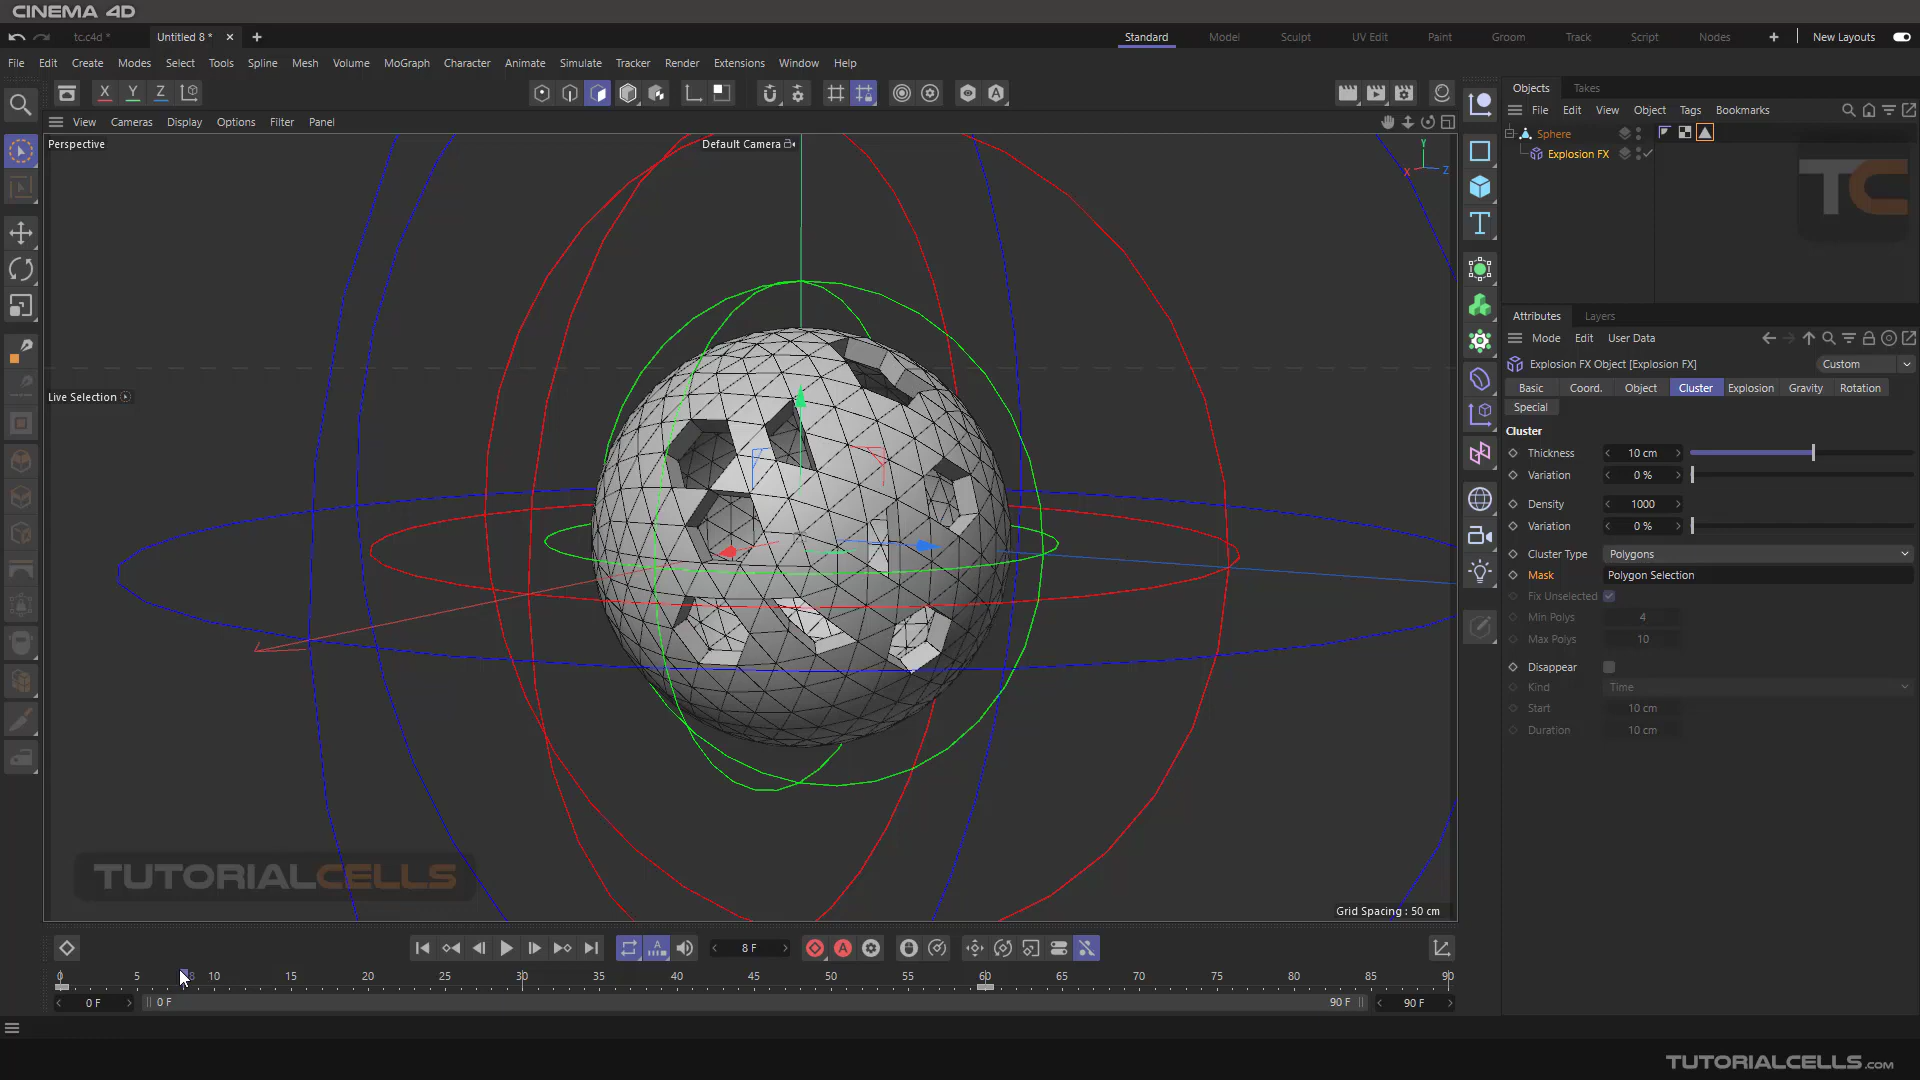 CINEMA 4D
tc.c4d *
Untitled 8 *
Standard
Model
Sculpt
UV Edit
Paint
Groom
Track
Script
Nodes
New Layouts
File Edit Create Modes Select Tools Spline Mesh Volume MoGraph Character Animate Simulate Tracker Render Extensions Window Help
X Y Z
View Cameras Display Options Filter Panel
Perspective
Default Camera
Y
X Z
Live Selection
TUTORIALCELLS
Grid Spacing : 50 cm
8 F
0 5 8 10 15 20 25 30 35 40 45 50 55 60 65 70 75 80 85 90
0 F
0 F
90 F
90 F
Objects Takes
File Edit View Object Tags Bookmarks
Sphere
Explosion FX
TC
Attributes Layers
Mode Edit User Data
Explosion FX Object [Explosion FX]
Custom
Basic Coord. Object Cluster Explosion Gravity Rotation
Special
Cluster
Thickness 10 cm
Variation 0 %
Density 1000
Variation 0 %
Cluster Type Polygons
Mask Polygon Selection
Fix Unselected
Min Polys 4
Max Polys 10
Disappear
Kind Time
Start 10 cm
Duration 10 cm
TUTORIALCELLS.com